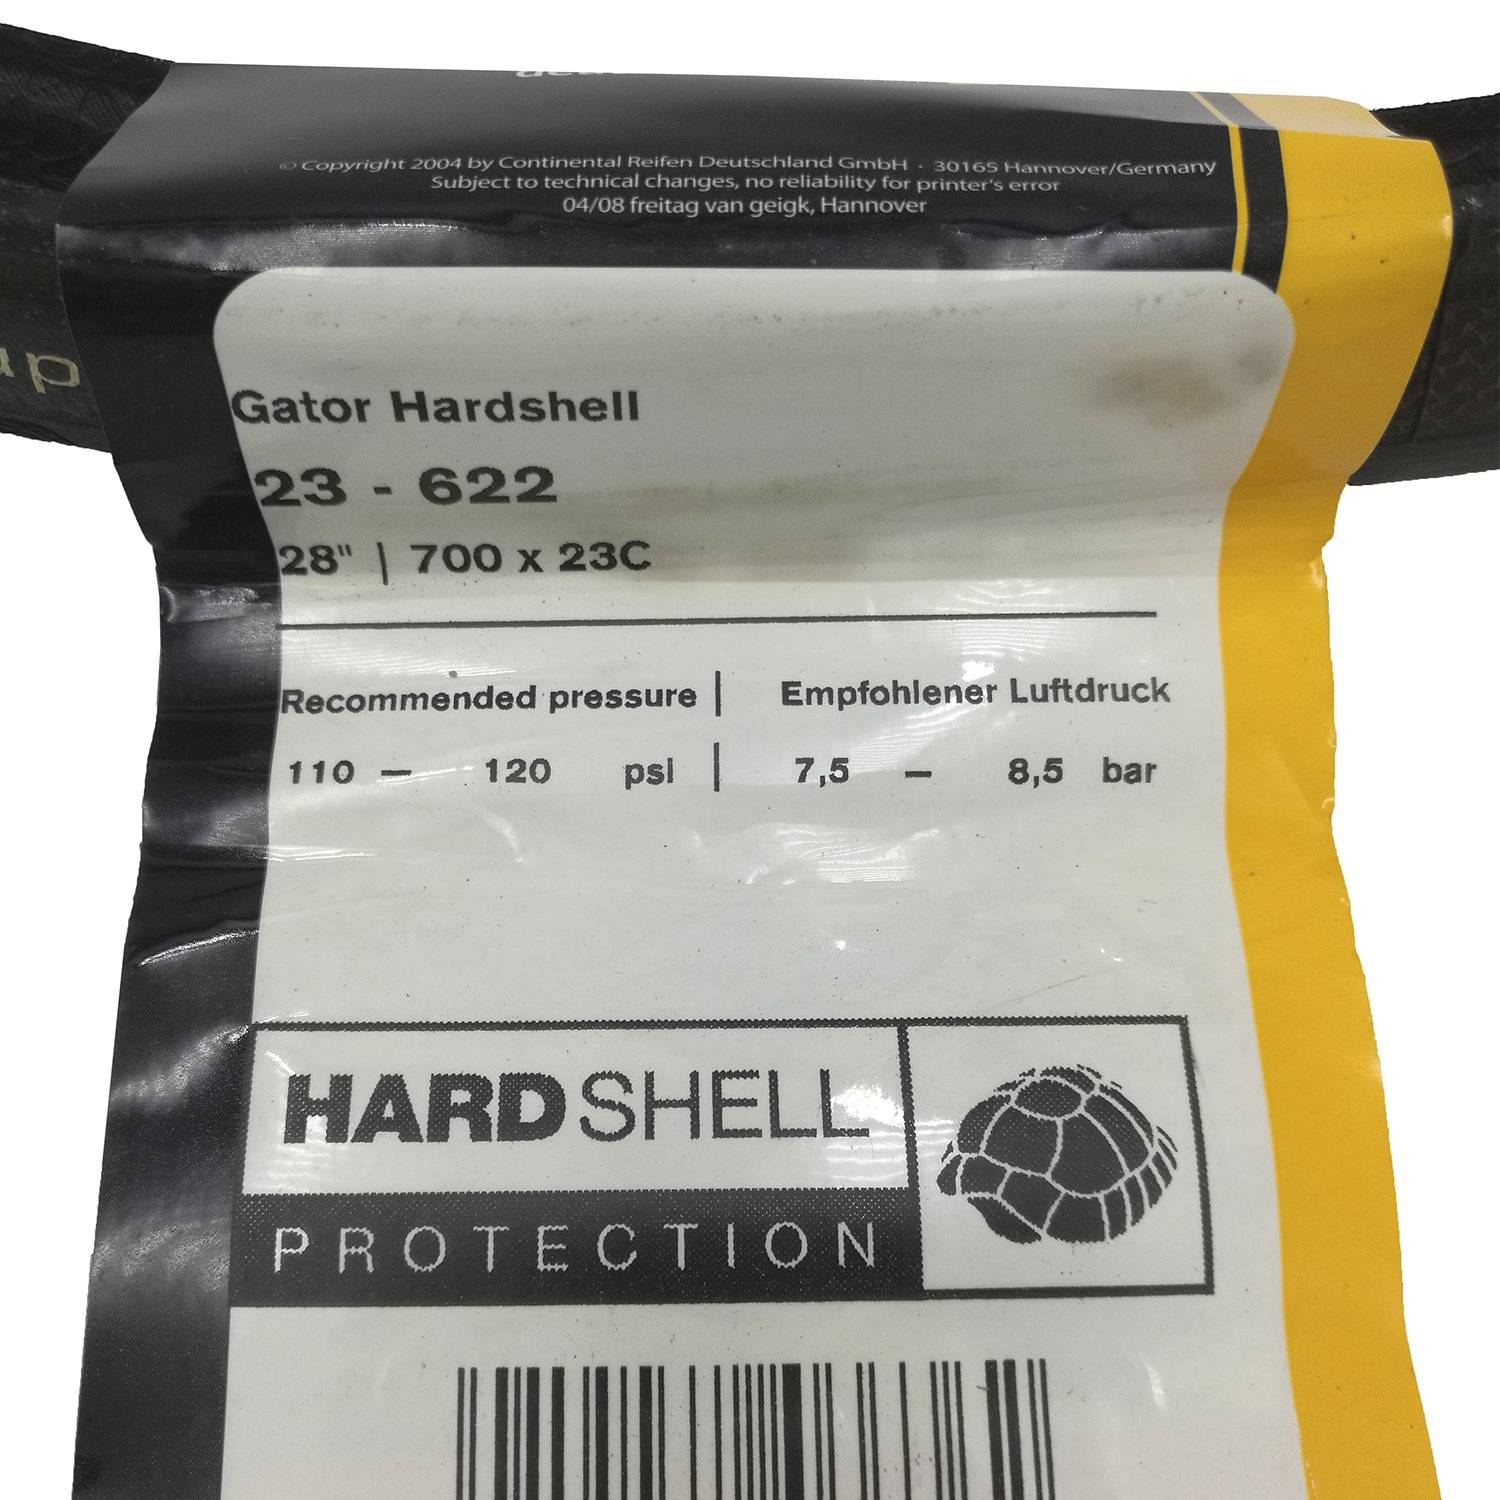 © Copyright 2004 by Continental Reifen Deutschland GmbH · 30165 Hannover/Germany
Subject to technical changes, no reliability for printer's error
04/08 freitag van geigk, Hannover
Gator Hardshell
23 - 622
28" | 700 x 23C
Recommended pressure | Empfohlener Luftdruck
110 — 120 psi | 7,5 — 8,5 bar
HARDSHELL
PROTECTION